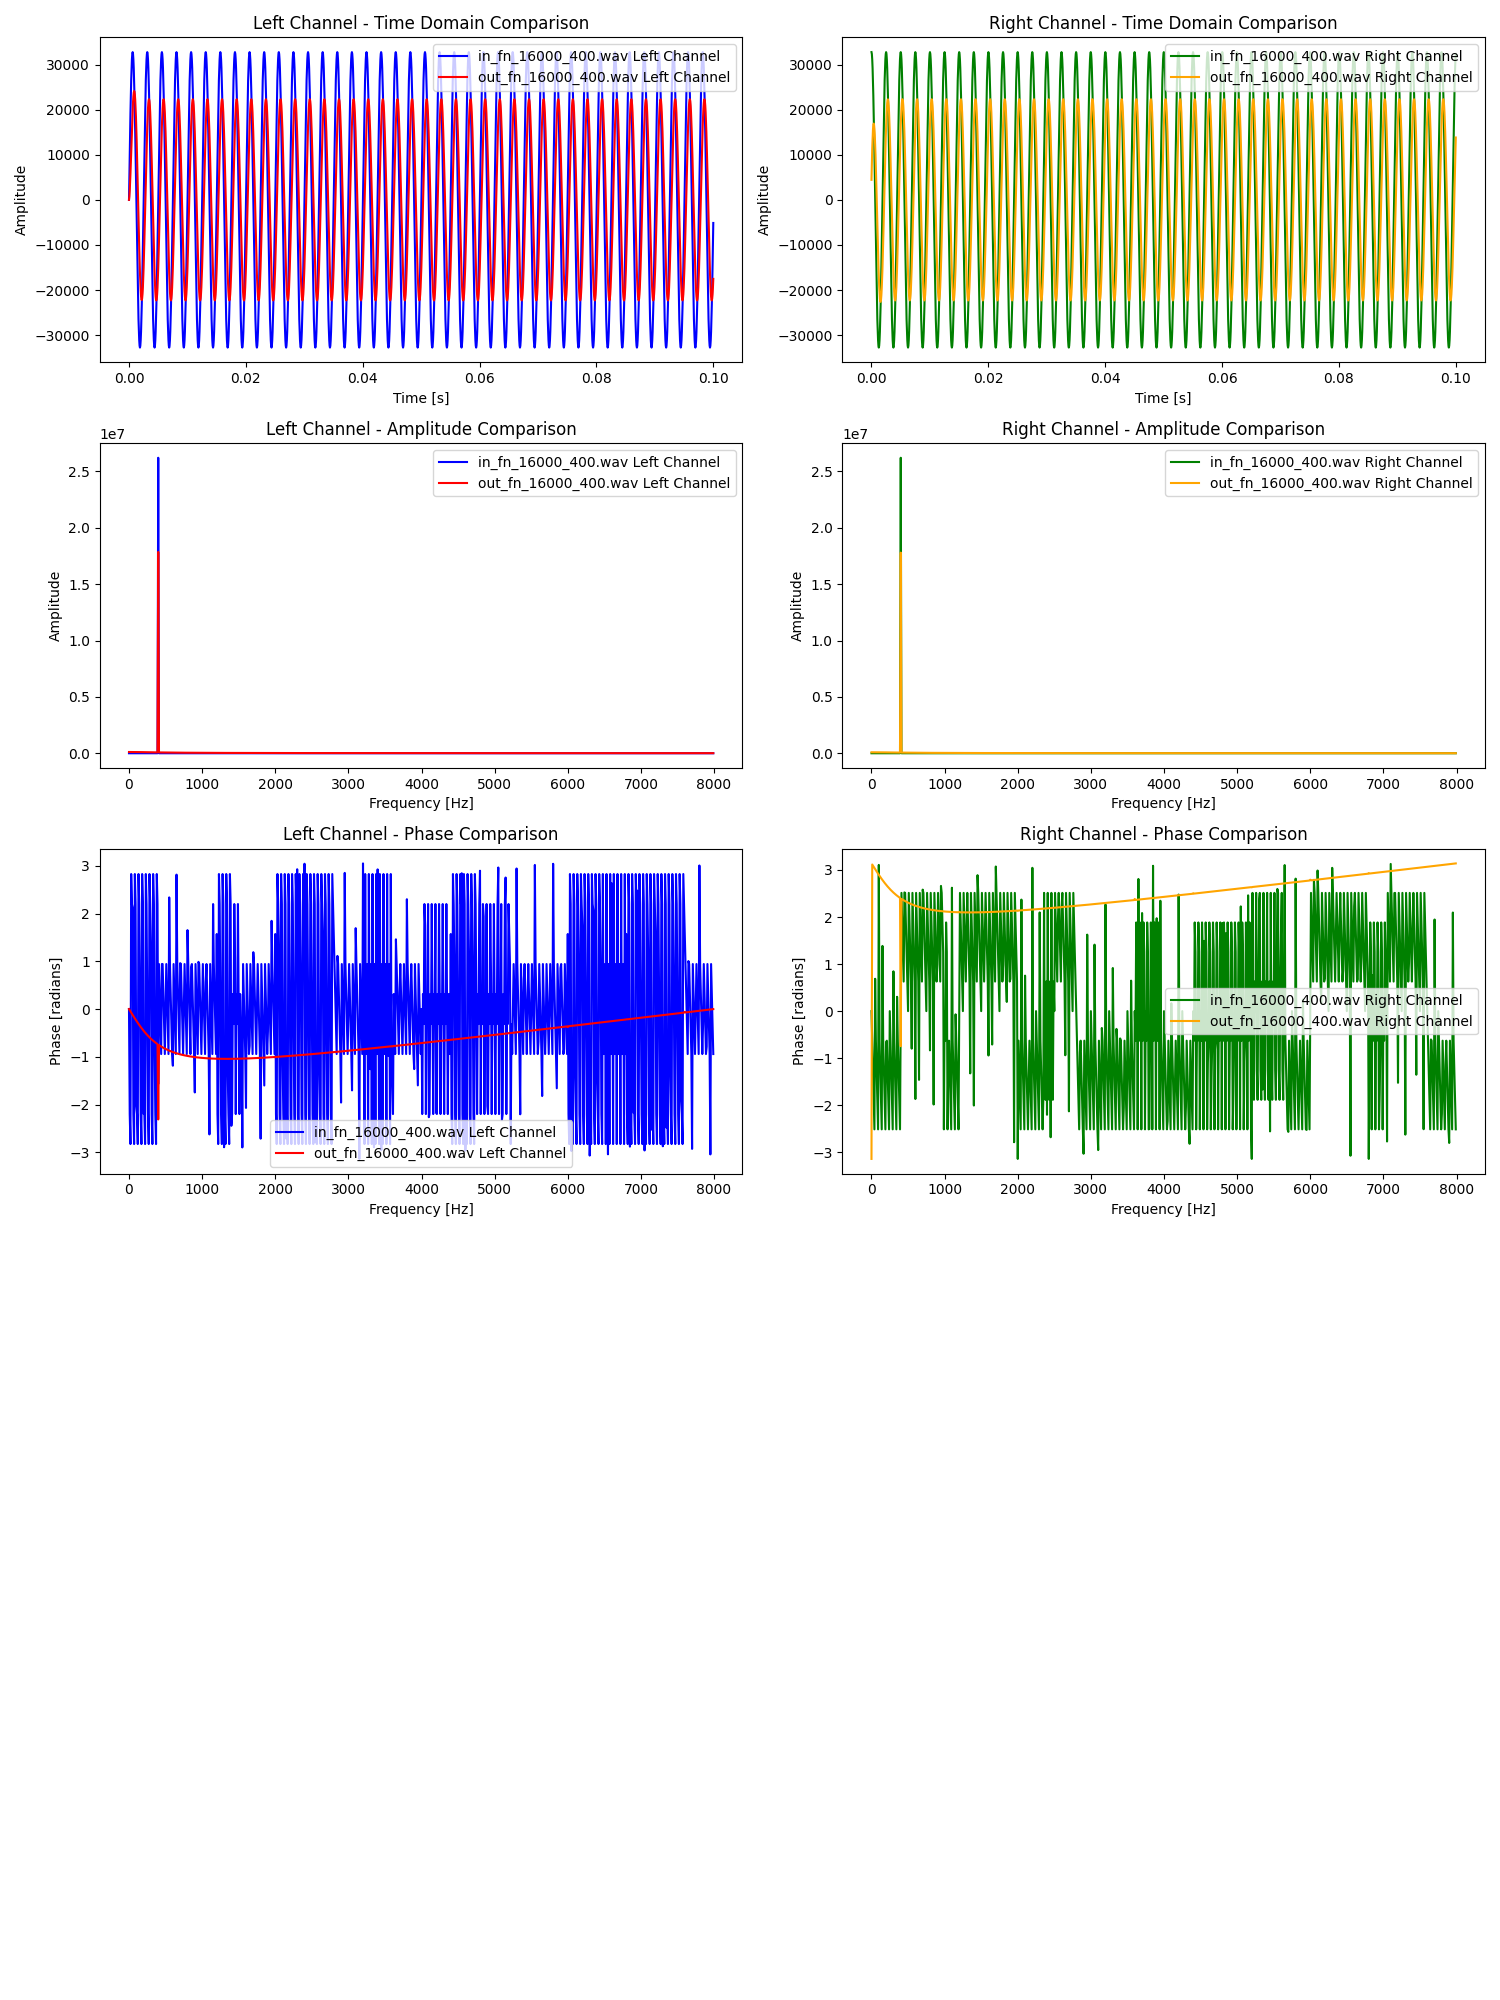 Left Channel - Time Domain Comparison
in_fn_16000_400.wav Left Channel
out_fn_16000_400.wav Left Channel
Amplitude
30000
20000
10000
0
−10000
−20000
−30000
0.00 0.02 0.04 0.06 0.08 0.10
Time [s]
Right Channel - Time Domain Comparison
in_fn_16000_400.wav Right Channel
out_fn_16000_400.wav Right Channel
Amplitude
30000
20000
10000
0
−10000
−20000
−30000
0.00 0.02 0.04 0.06 0.08 0.10
Time [s]
Left Channel - Amplitude Comparison
1e7
in_fn_16000_400.wav Left Channel
out_fn_16000_400.wav Left Channel
Amplitude
2.5
2.0
1.5
1.0
0.5
0.0
0 1000 2000 3000 4000 5000 6000 7000 8000
Frequency [Hz]
Right Channel - Amplitude Comparison
1e7
in_fn_16000_400.wav Right Channel
out_fn_16000_400.wav Right Channel
Amplitude
2.5
2.0
1.5
1.0
0.5
0.0
0 1000 2000 3000 4000 5000 6000 7000 8000
Frequency [Hz]
Left Channel - Phase Comparison
Phase [radians]
3
2
1
0
−1
−2
−3
in_fn_16000_400.wav Left Channel
out_fn_16000_400.wav Left Channel
0 1000 2000 3000 4000 5000 6000 7000 8000
Frequency [Hz]
Right Channel - Phase Comparison
Phase [radians]
3
2
1
0
−1
−2
−3
in_fn_16000_400.wav Right Channel
out_fn_16000_400.wav Right Channel
0 1000 2000 3000 4000 5000 6000 7000 8000
Frequency [Hz]